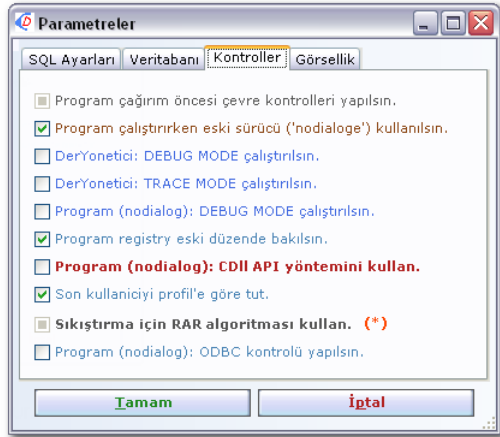 Parametreler
SQL Ayarları Veritabanı Kontroller Görsellik
Program çağırım öncesi çevre kontrolleri yapılsın.
Program çalıştırırken eski sürücü ('nodialoge') kullanılsın.
DerYonetici: DEBUG MODE çalıştırılsın.
DerYonetici: TRACE MODE çalıştırılsın.
Program (nodialog): DEBUG MODE çalıştırılsın.
Program registry eski düzende bakılsın.
Program (nodialog): CDll API yöntemini kullan.
Son kullaniciyi profil'e göre tut.
Sıkıştırma için RAR algoritması kullan. (*)
Program (nodialog): ODBC kontrolü yapılsın.
Tamam İptal